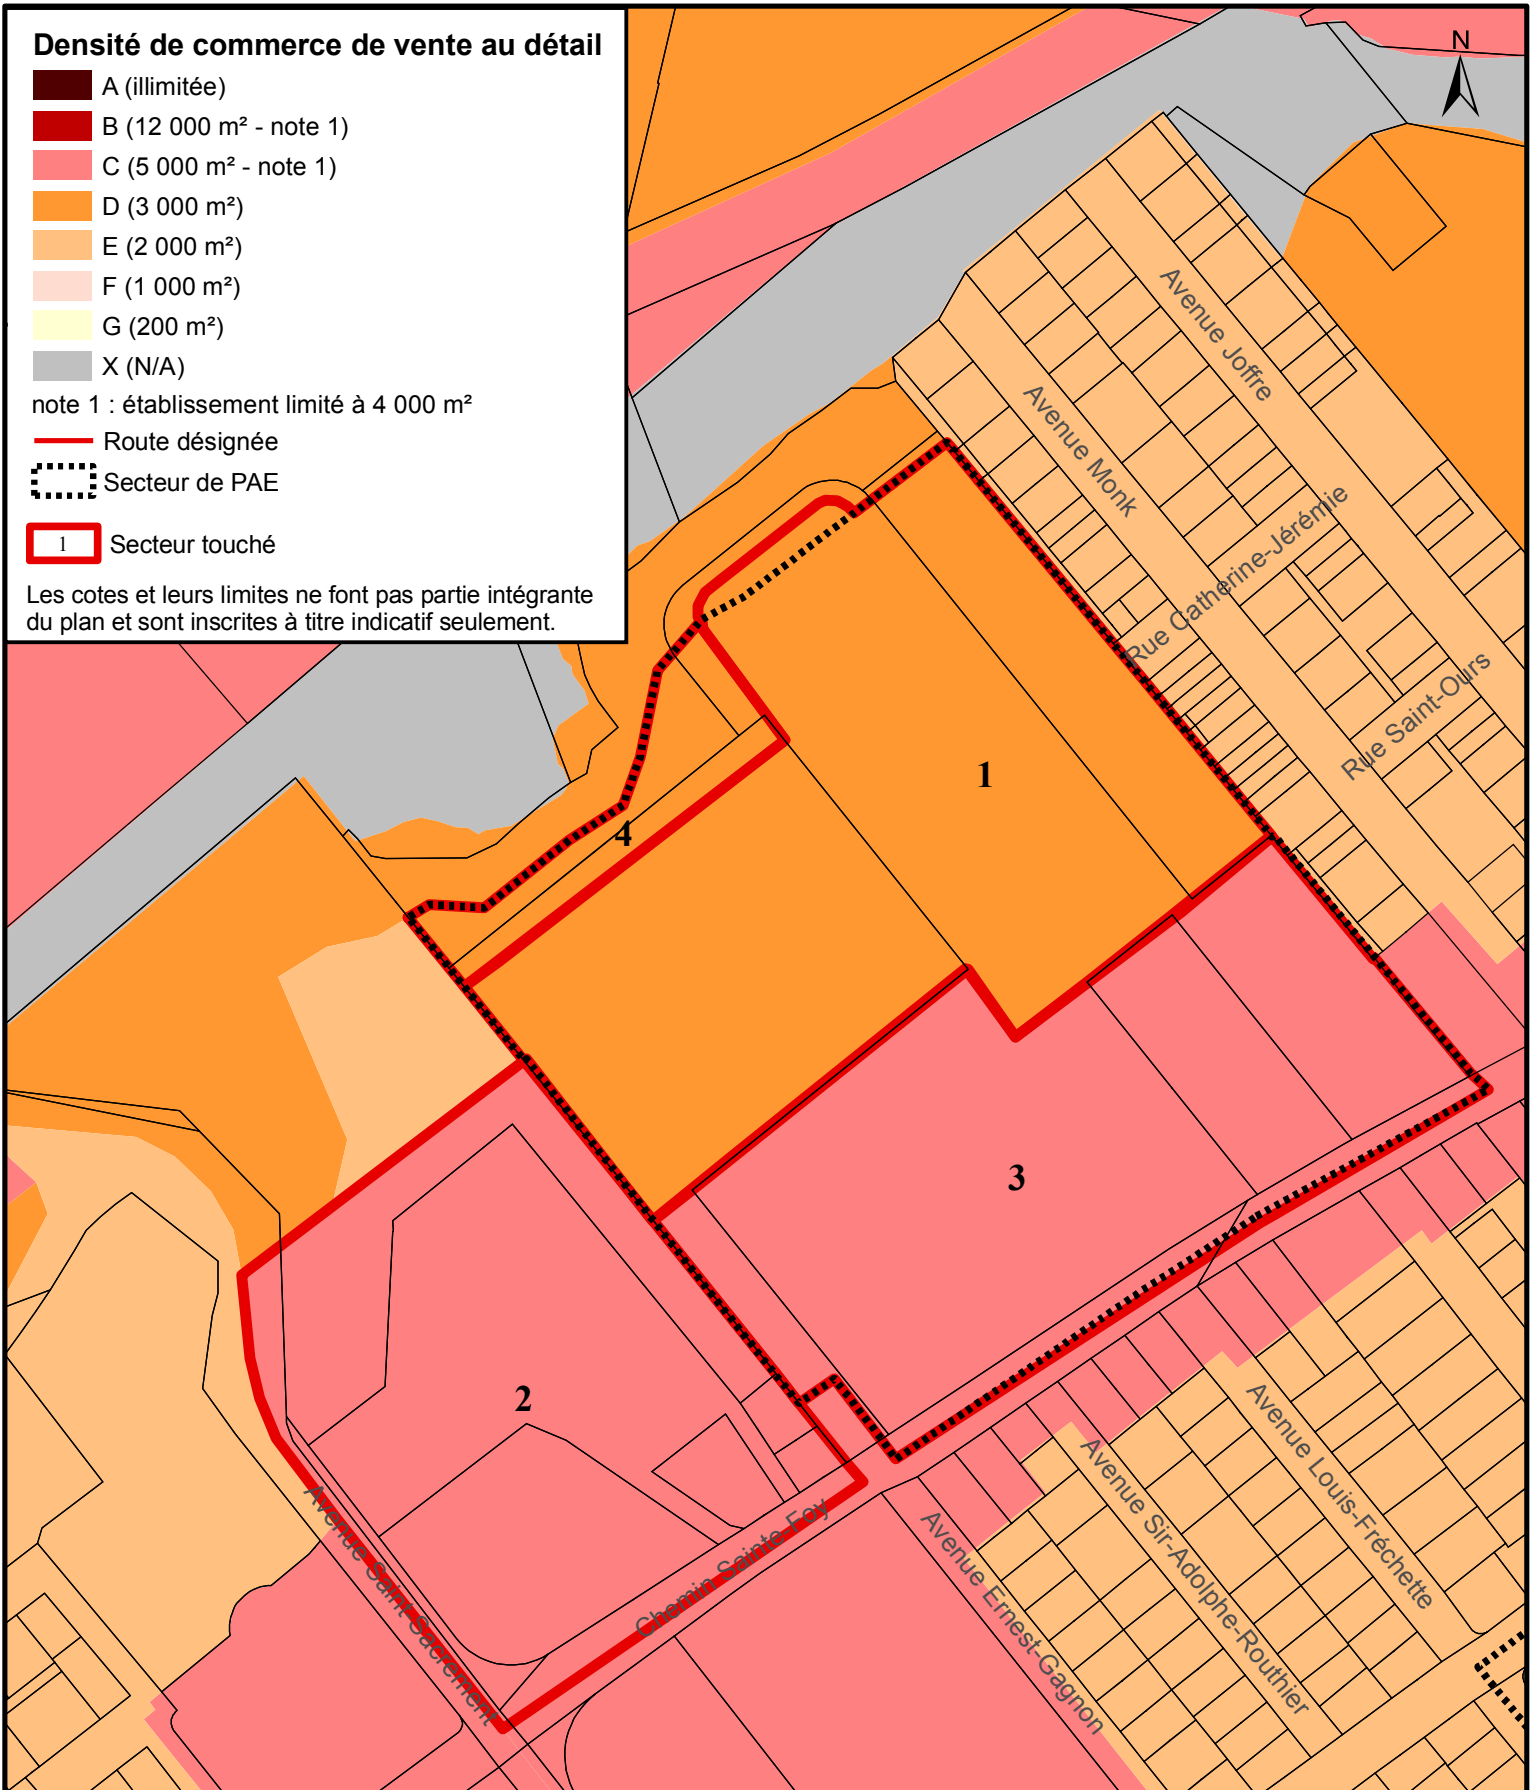 Densité de commerce de vente au détail
A (illimitée)
B (12 000 m² - note 1)
C (5 000 m² - note 1)
D (3 000 m²)
E (2 000 m²)
F (1 000 m²)
G (200 m²)
X (N/A)
note 1 : établissement limité à 4 000 m²
Route désignée
Secteur de PAE
1 Secteur touché
Les cotes et leurs limites ne font pas partie intégrante
du plan et sont inscrites à titre indicatif seulement.
N
Avenue Joffre
Avenue Monk
Rue Catherine-Jérémie
Rue Saint-Ours
1
4
3
2
Avenue Saint-Sacrement
Chemin Sainte-Foy
Avenue Ernest-Gagnon
Avenue Sir-Adolphe-Routhier
Avenue Louis-Fréchette